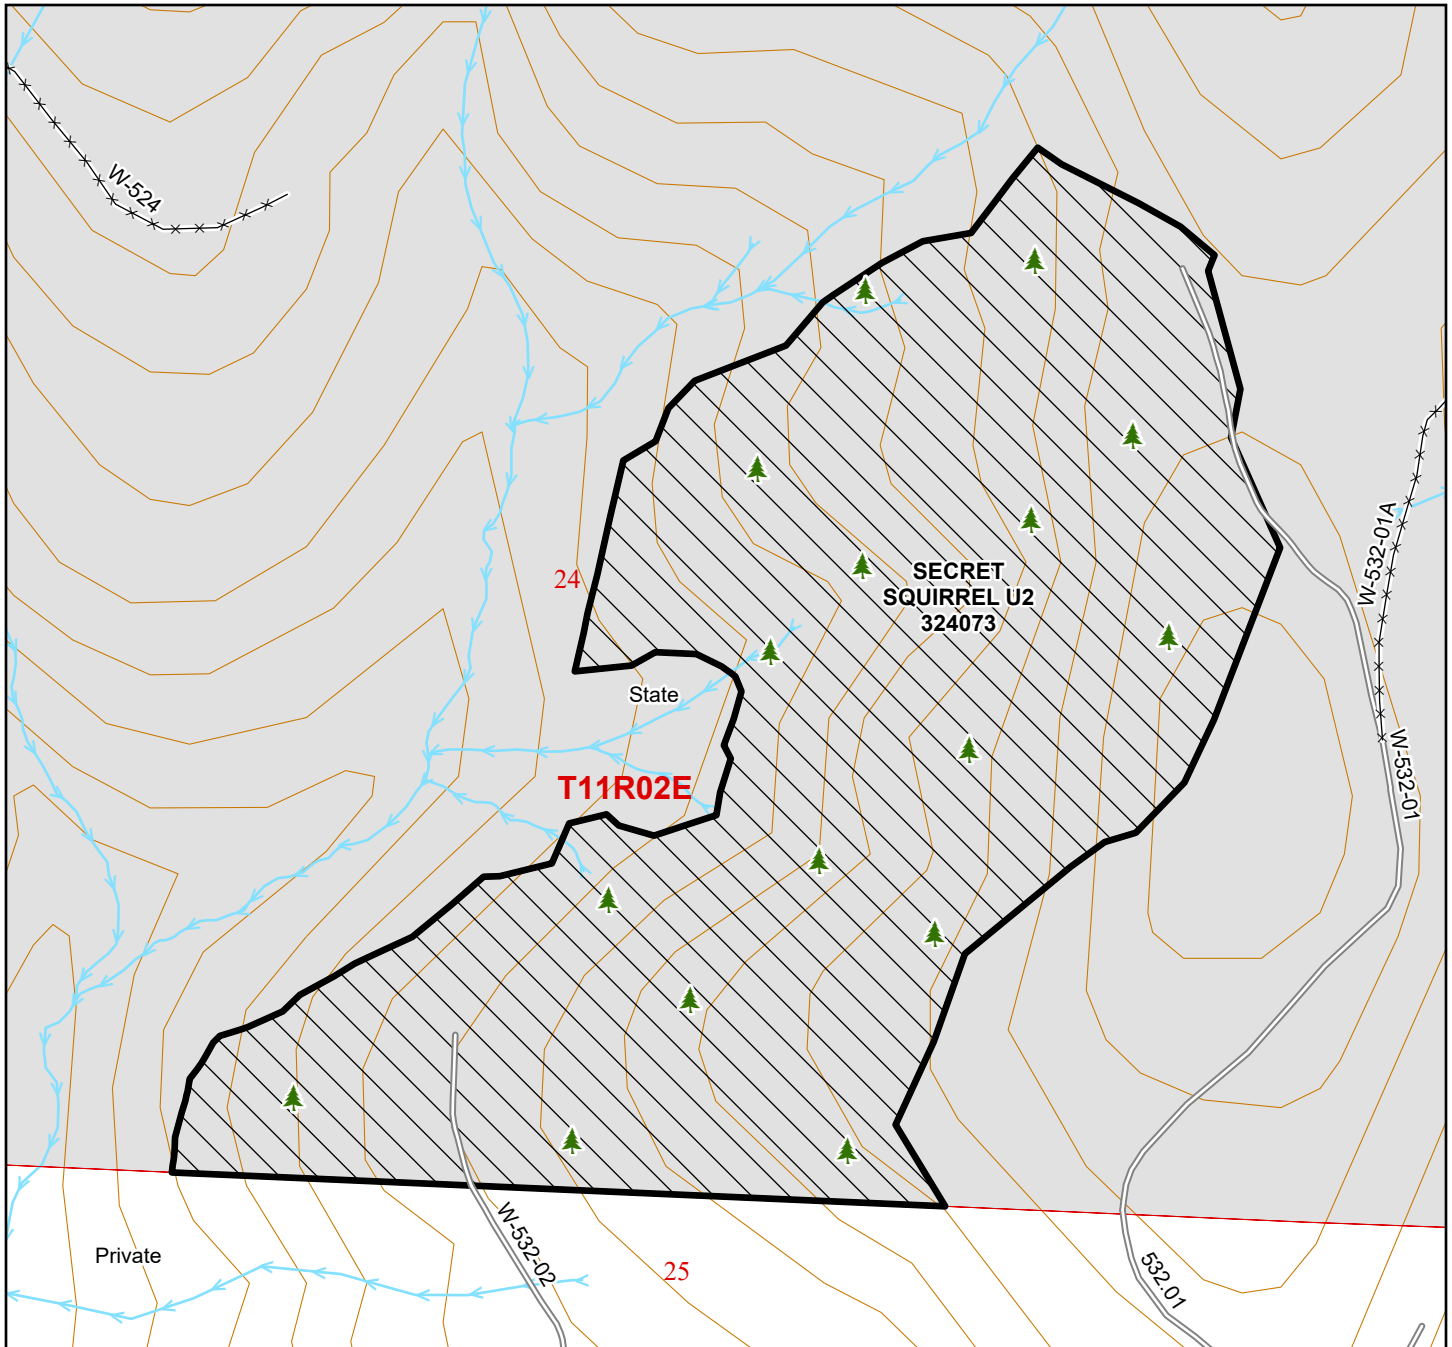 W-524
W-532-01A
24
SECRET
SQUIRREL U2
324073
State
T11R02E
W-532-01
W-532-02
Private
25
532.01